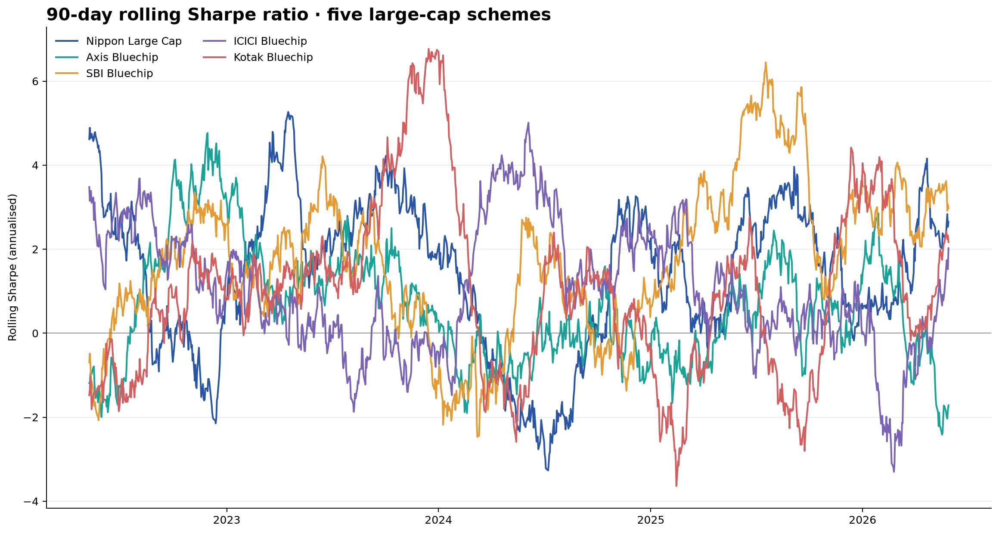 90-day rolling Sharpe ratio · five large-cap schemes
Nippon Large Cap
Axis Bluechip
SBI Bluechip
ICICI Bluechip
Kotak Bluechip
Rolling Sharpe (annualised)
6
4
2
0
−2
−4
2023
2024
2025
2026